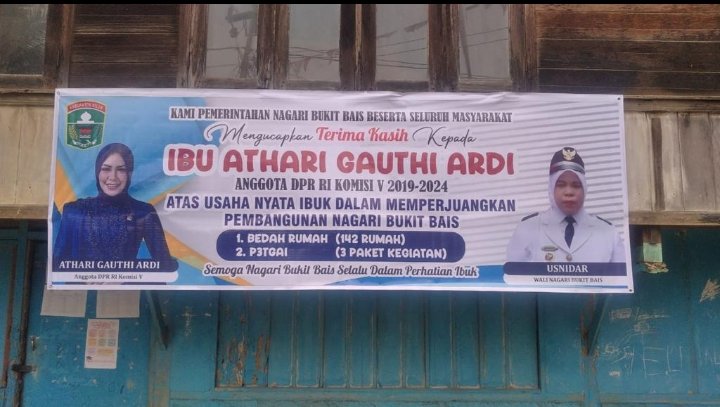 KAMI PEMERINTAHAN NAGARI BUKIT BAIS BESERTA SELURUH MASYARAKAT
Mengucapkan Terima Kasih Kepada
IBU ATHARI GAUTHI ARDI
ANGGOTA DPR RI KOMISI V 2019-2024
ATAS USAHA NYATA IBUK DALAM MEMPERJUANGKAN
PEMBANGUNAN NAGARI BUKIT BAIS
1. BEDAH RUMAH (142 RUMAH)
2. P3TGAI (3 PAKET KEGIATAN)
Semoga Nagari Bukit Bais Selalu Dalam Perhatian Ibuk
ATHARI GAUTHI ARDI
Anggota DPR RI Komisi V
USNIDAR
WALI NAGARI BUKIT BAIS